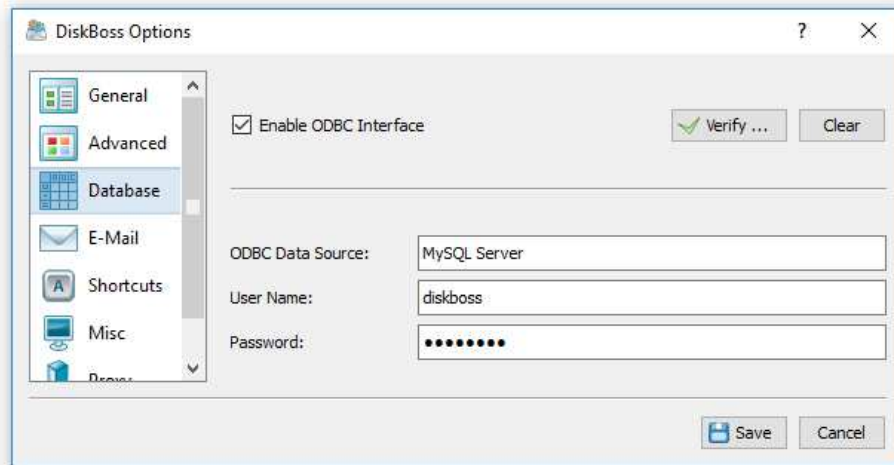 DiskBoss Options
?
General
Advanced
Database
E-Mail
Shortcuts
A
Misc
Proxy
Enable ODBC Interface
Verify ...
Clear
ODBC Data Source:
MySQL Server
User Name:
diskboss
Password:
••••••••
Save
Cancel